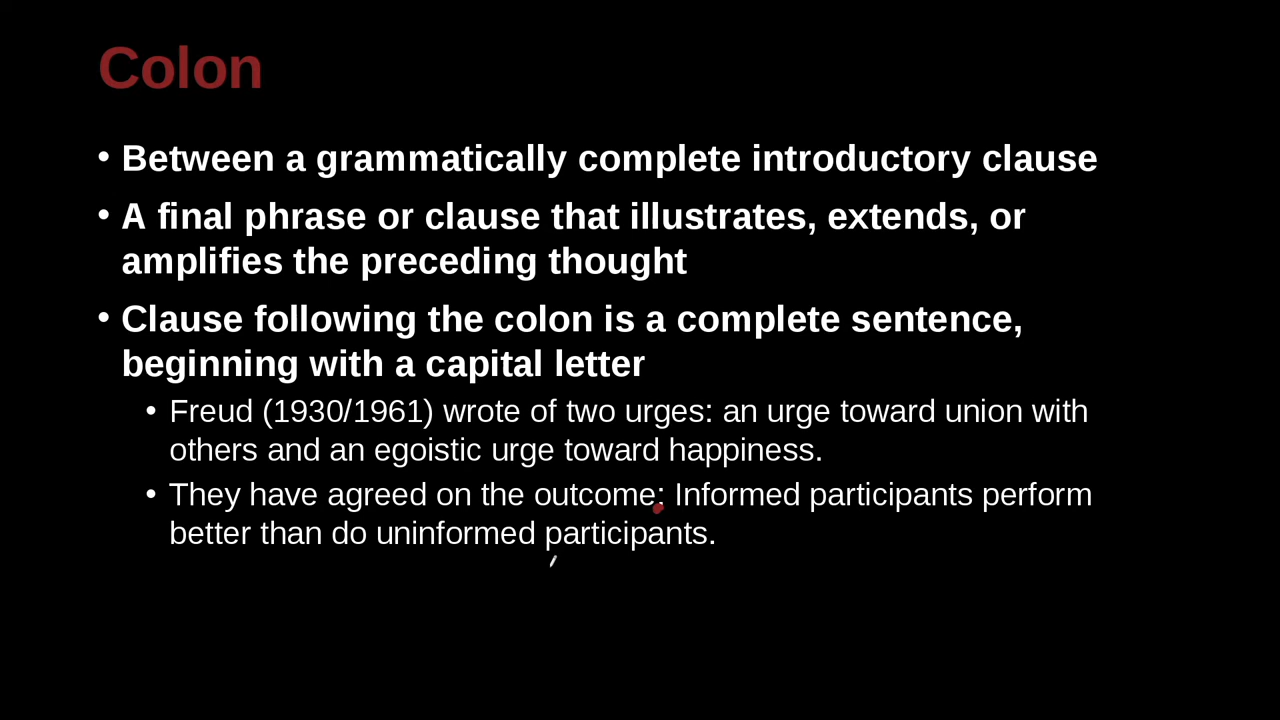 Colon
• Between a grammatically complete introductory clause
• A final phrase or clause that illustrates, extends, or
amplifies the preceding thought
• Clause following the colon is a complete sentence,
beginning with a capital letter
• Freud (1930/1961) wrote of two urges: an urge toward union with
others and an egoistic urge toward happiness.
• They have agreed on the outcome: Informed participants perform
better than do uninformed participants.